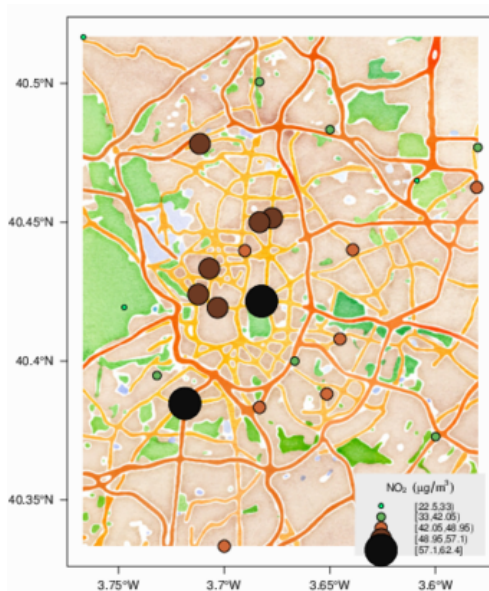 40.5°N
40.45°N
40.4°N
40.35°N
NO₂ (μg/m³)
[22.5,33)
[33,42.05)
[42.05,48.95)
[48.95,57.1)
[57.1,62.4]
3.75°W
3.7°W
3.65°W
3.6°W